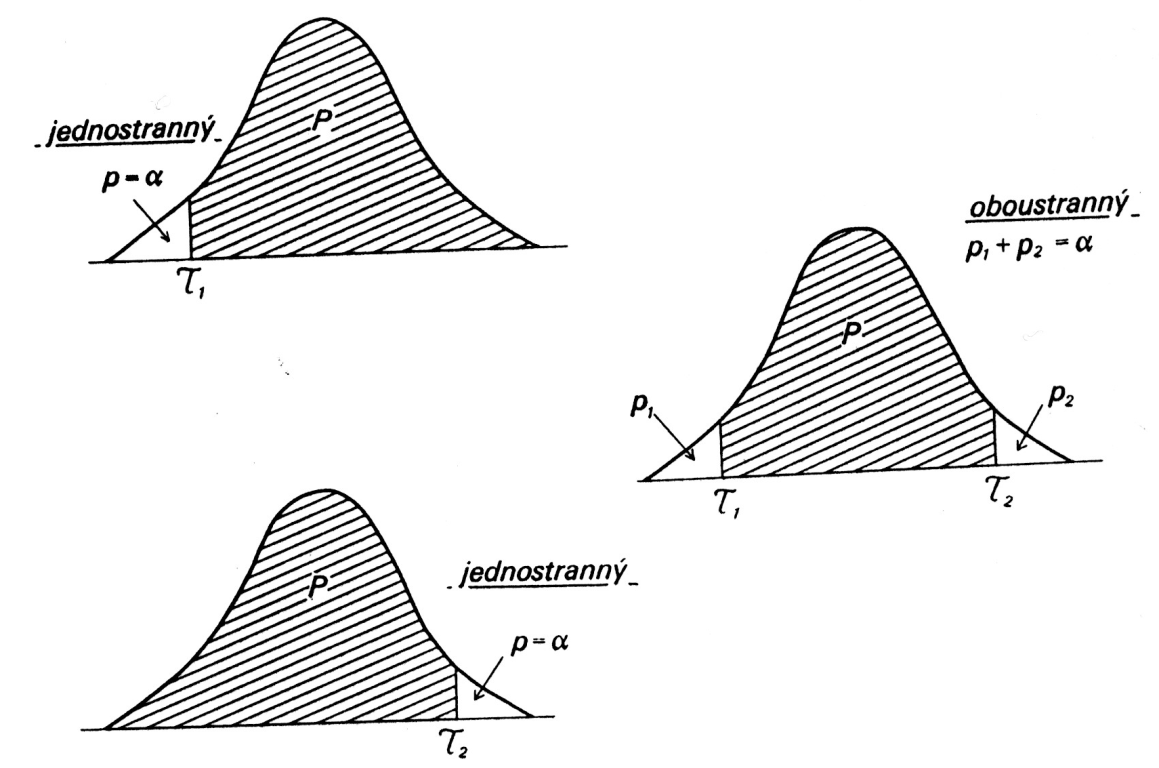 P
jednostranný
p = α
τ₁
oboustranný
p₁ + p₂ = α
P
p₁
p₂
τ₁
τ₂
P
jednostranný
p = α
τ₂